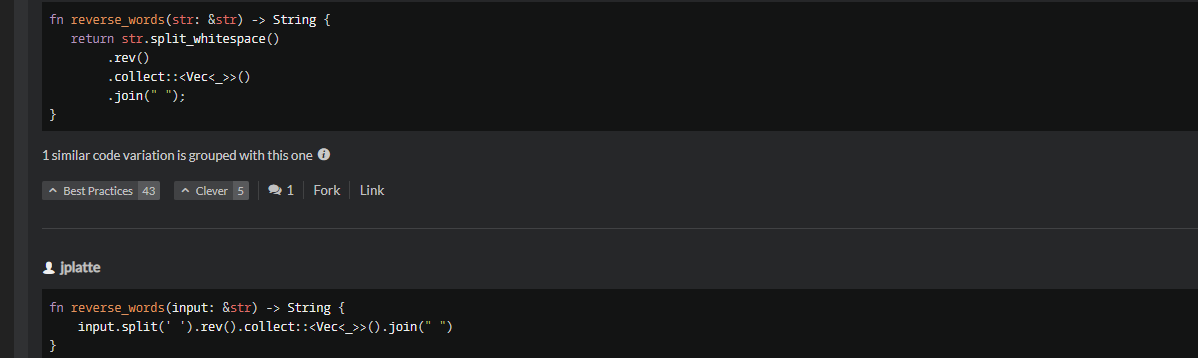 fn reverse_words(str: &str) -> String {
return str.split_whitespace()
.rev()
.collect::<Vec<_>>()
.join(" ");
}
1 similar code variation is grouped with this one
Best Practices 43 Clever 5 1 Fork Link
jplatte
fn reverse_words(input: &str) -> String {
input.split(' ').rev().collect::<Vec<_>>().join(" ")
}